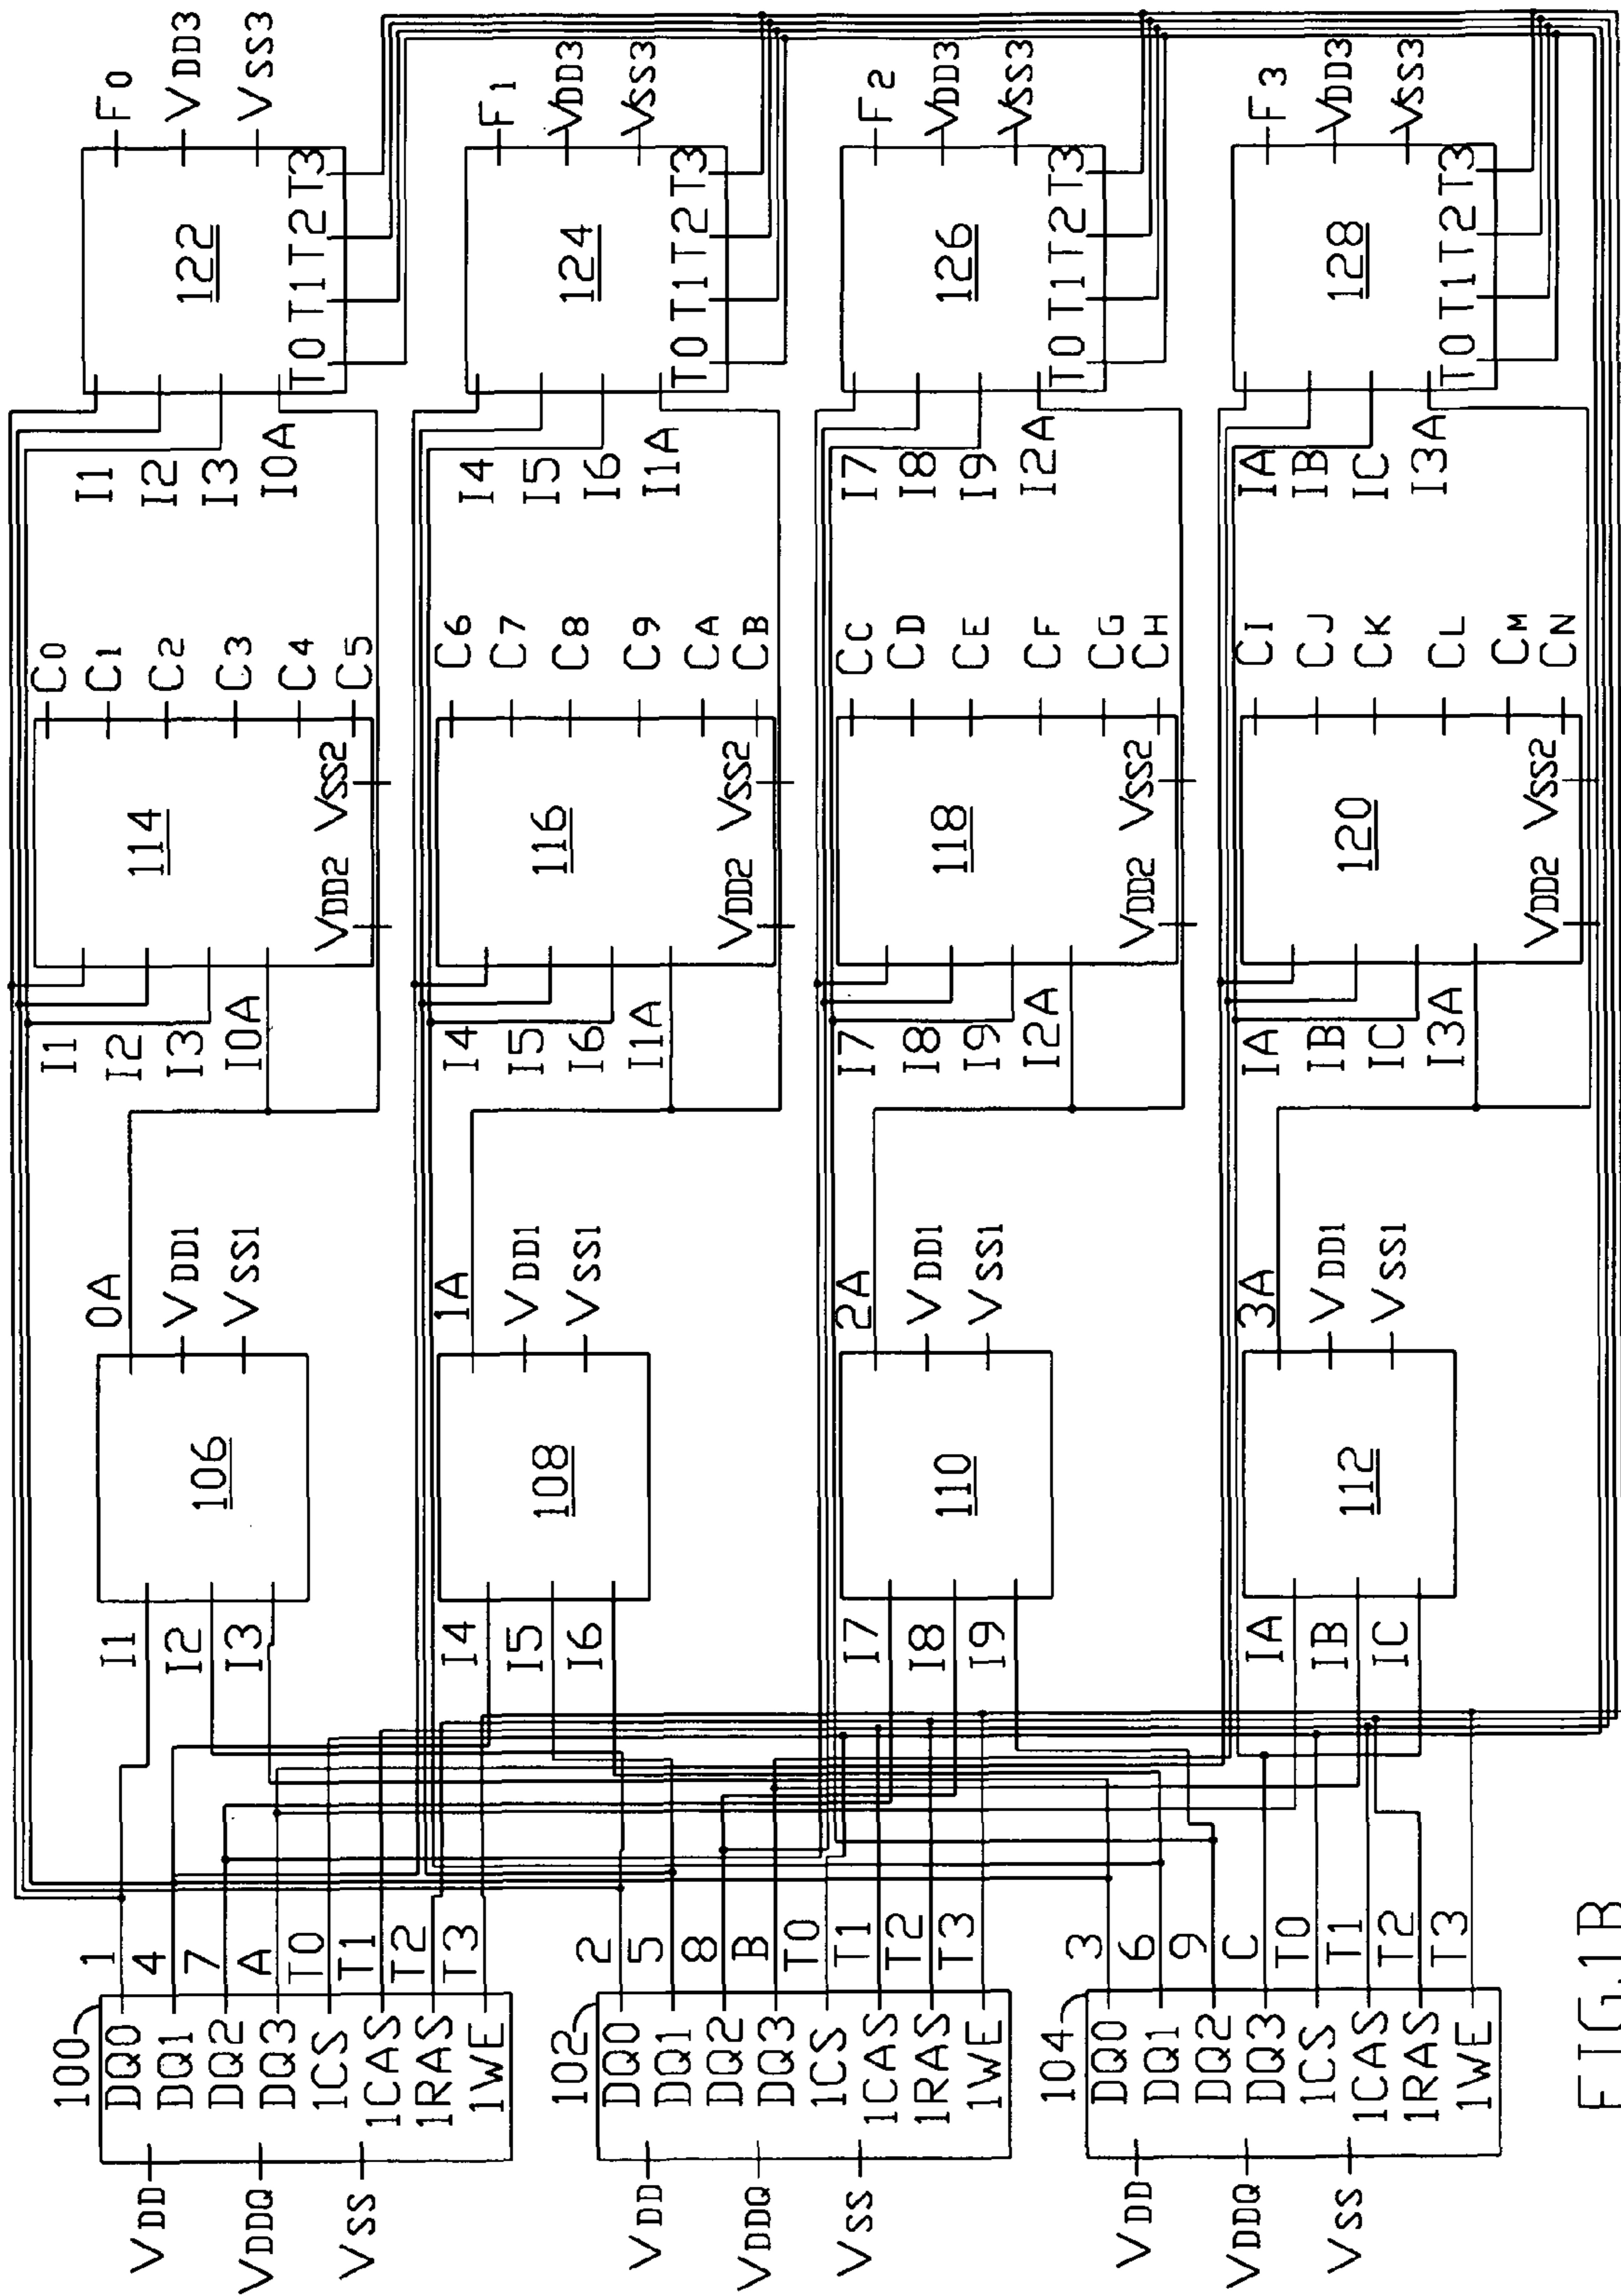 FIG.1B
100
VDD
VDDQ
VSS
DQ0
DQ1
DQ2
DQ3
1CS
1CAS
1RAS
1WE
1
4
7
A
T0
T1
T2
T3
102
VDD
VDDQ
VSS
DQ0
DQ1
DQ2
DQ3
1CS
1CAS
1RAS
1WE
2
5
8
B
T0
T1
T2
T3
104
VDD
VDDQ
VSS
DQ0
DQ1
DQ2
DQ3
1CS
1CAS
1RAS
1WE
3
6
9
C
T0
T1
T2
T3
I1
I2
I3
106
0A
VDD1
VSS1
I4
I5
I6
108
1A
VDD1
VSS1
I7
I8
I9
110
2A
VDD1
VSS1
IA
IB
IC
112
3A
VDD1
VSS1
I1
I2
I3
I0A
114
VDD2
VSS2
C0
C1
C2
C3
C4
C5
I4
I5
I6
I1A
116
VDD2
VSS2
C6
C7
C8
C9
CA
CB
I7
I8
I9
I2A
118
VDD2
VSS2
CC
CD
CE
CF
CG
CH
IA
IB
IC
I3A
120
VDD2
VSS2
CI
CJ
CK
CL
CM
CN
I1
I2
I3
I0A
122
T0 T1 T2 T3
F0
VDD3
VSS3
I4
I5
I6
I1A
124
T0 T1 T2 T3
F1
VDD3
VSS3
I7
I8
I9
I2A
126
T0 T1 T2 T3
F2
VDD3
VSS3
IA
IB
IC
I3A
128
T0 T1 T2 T3
F3
VDD3
VSS3